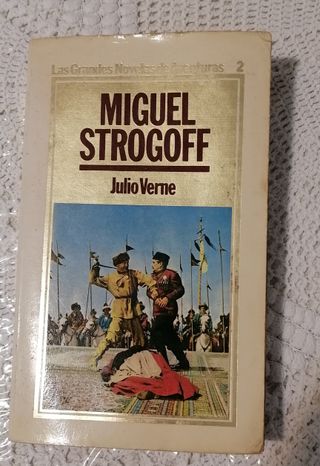 Las Grandes Novelas de Aventuras 2
MIGUEL
STROGOFF
Julio Verne